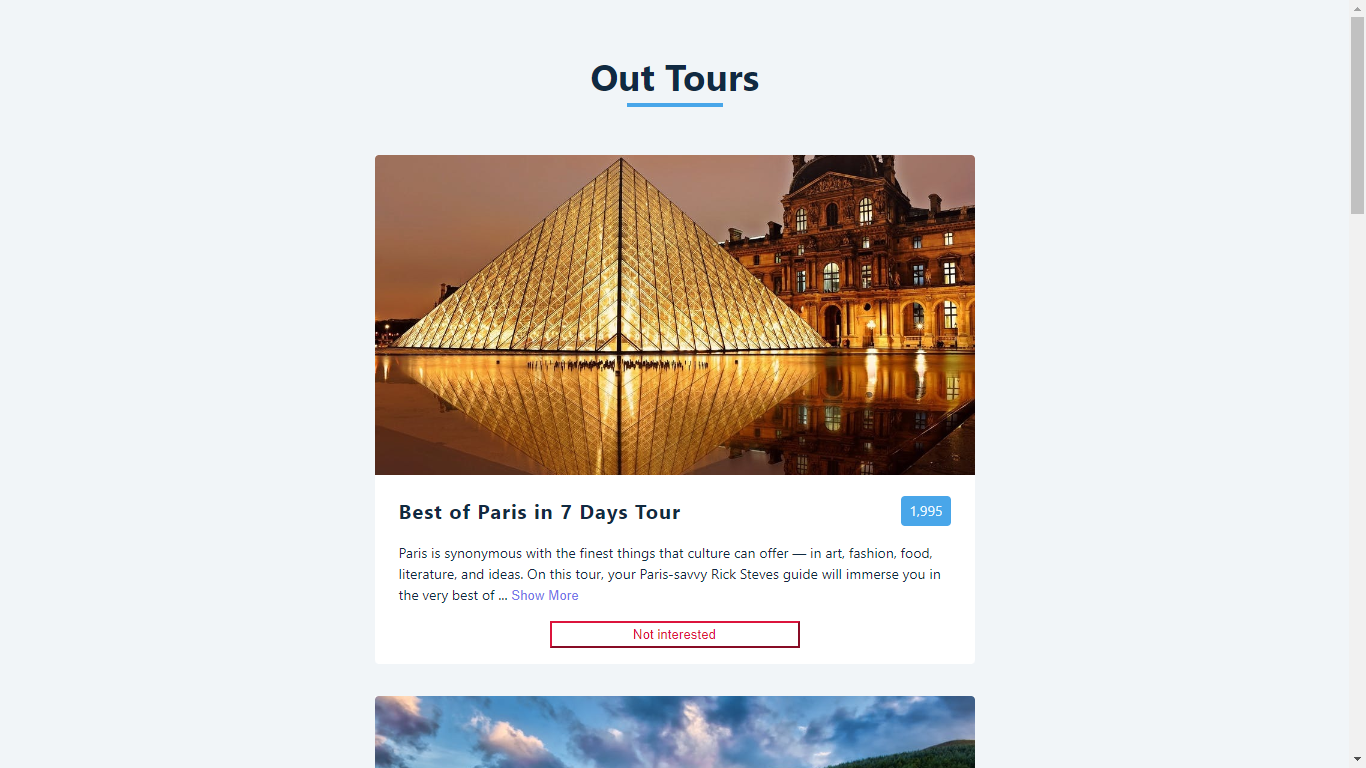 Out Tours
Best of Paris in 7 Days Tour
1,995
Paris is synonymous with the finest things that culture can offer — in art, fashion, food,
literature, and ideas. On this tour, your Paris-savvy Rick Steves guide will immerse you in
the very best of ... Show More
Not interested